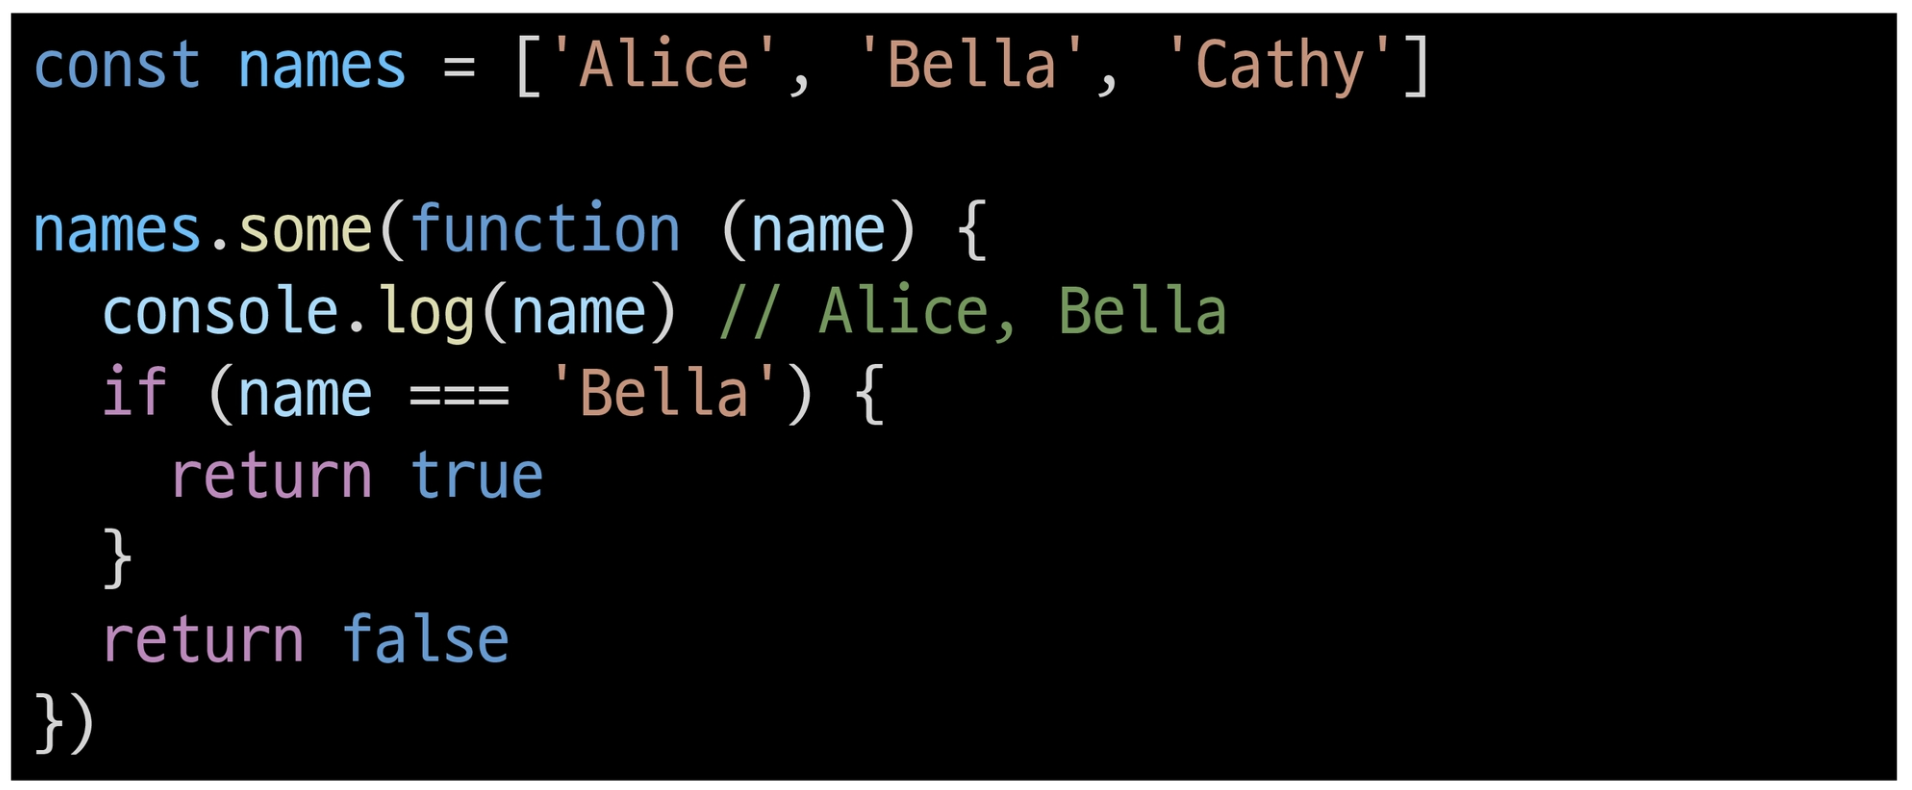 const names = ['Alice', 'Bella', 'Cathy']

names.some(function (name) {
  console.log(name) // Alice, Bella
  if (name === 'Bella') {
    return true
  }
  return false
})